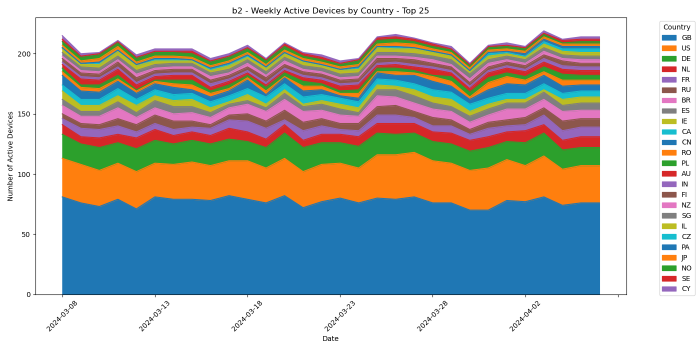 b2 - Weekly Active Devices by Country - Top 25
Number of Active Devices
200
150
100
50
0
2024-03-08
2024-03-13
2024-03-18
2024-03-23
2024-03-28
2024-04-02
Date
Country
GB
US
DE
NL
FR
RU
BR
ES
IE
CA
CN
RO
PL
AU
IN
FI
NZ
SG
IL
CZ
PA
JP
NO
SE
CY